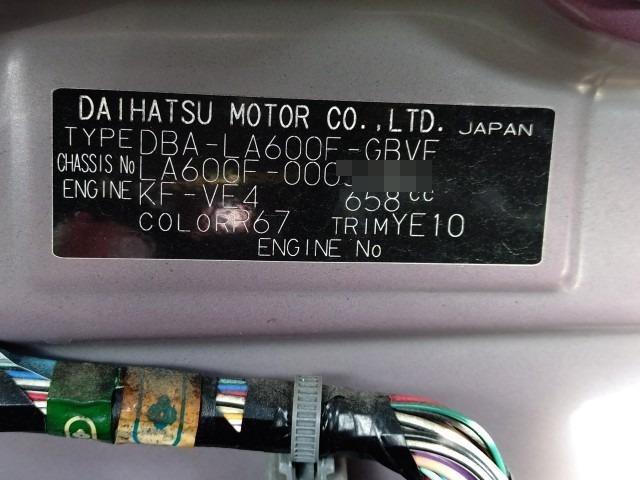 DAIHATSU MOTOR CO.,LTD. JAPAN
TYPE DBA-LA600F-GBVF
CHASSIS No LA600F-000
ENGINE KF-VE4 658 cc
COLOR R67 TRIM YE10
ENGINE No